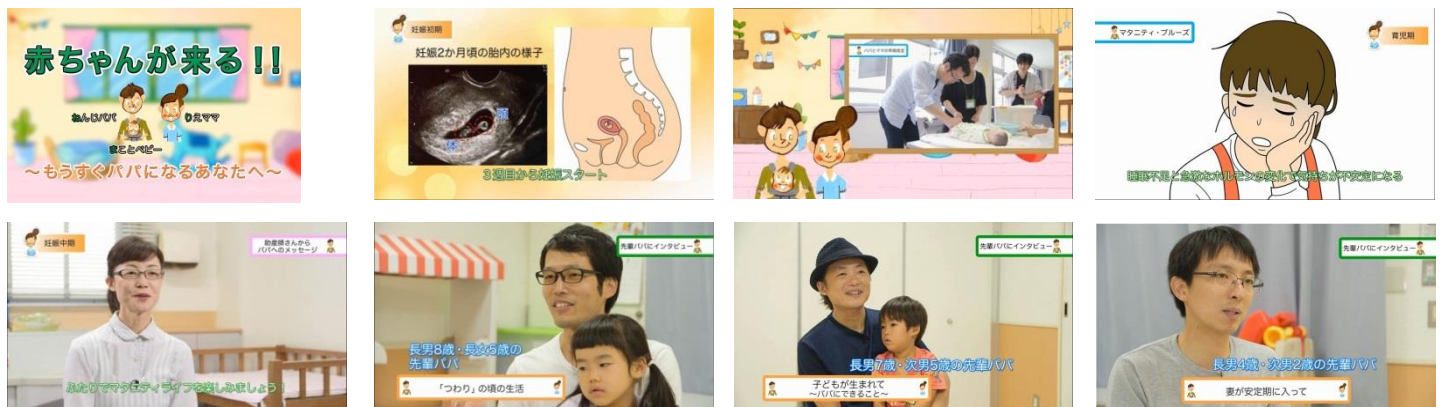 赤ちゃんが来る!!
ねんじパパ
りえママ
まことベビー
～もうすぐパパになるあなたへ～
妊娠初期
妊娠2か月頃の胎内の様子
頭
体
3週目から妊娠スタート
パパとママの準備教室
マタニティ・ブルーズ
育児期
睡眠不足と急激なホルモンの変化で気持ちが不安定になる
妊娠中期
助産師さんから
パパへのメッセージ
ふたりでマタニティライフを楽しみましょう!
先輩パパにインタビュー
長男8歳・長女5歳の
先輩パパ
「つわり」の頃の生活
先輩パパにインタビュー
長男7歳・次男5歳の先輩パパ
子どもが生まれて
～パパにできること～
先輩パパにインタビュー
長男4歳・次男2歳の先輩パパ
妻が安定期に入って